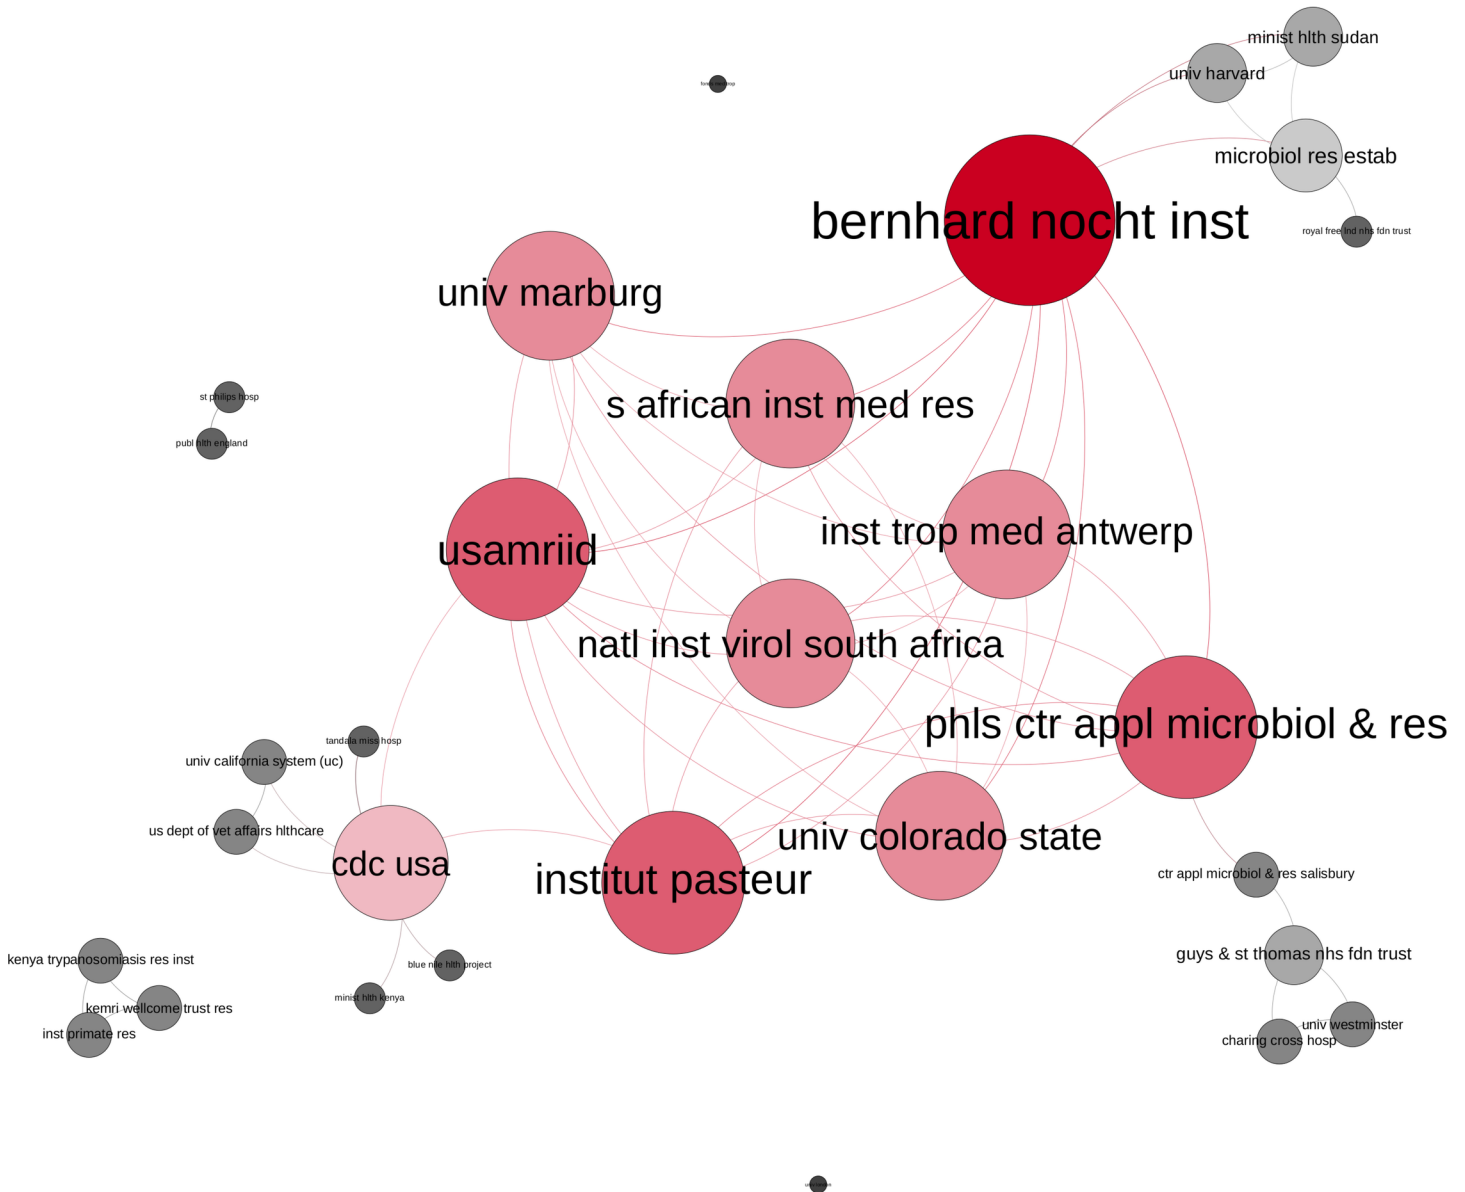 minist hlth sudan
univ harvard
microbiol res estab
bernhard nocht inst
royal free lnd nhs fdn trust
univ marburg
s african inst med res
st philips hosp
publ hlth england
inst trop med antwerp
usamriid
natl inst virol south africa
phls ctr appl microbiol & res
tandala miss hosp
univ california system (uc)
us dept of vet affairs hlthcare
cdc usa
univ colorado state
institut pasteur
ctr appl microbiol & res salisbury
guys & st thomas nhs fdn trust
kenya trypanosomiasis res inst
blue nile hlth project
minist hlth kenya
kemri wellcome trust res
inst primate res
univ westminster
charing cross hosp